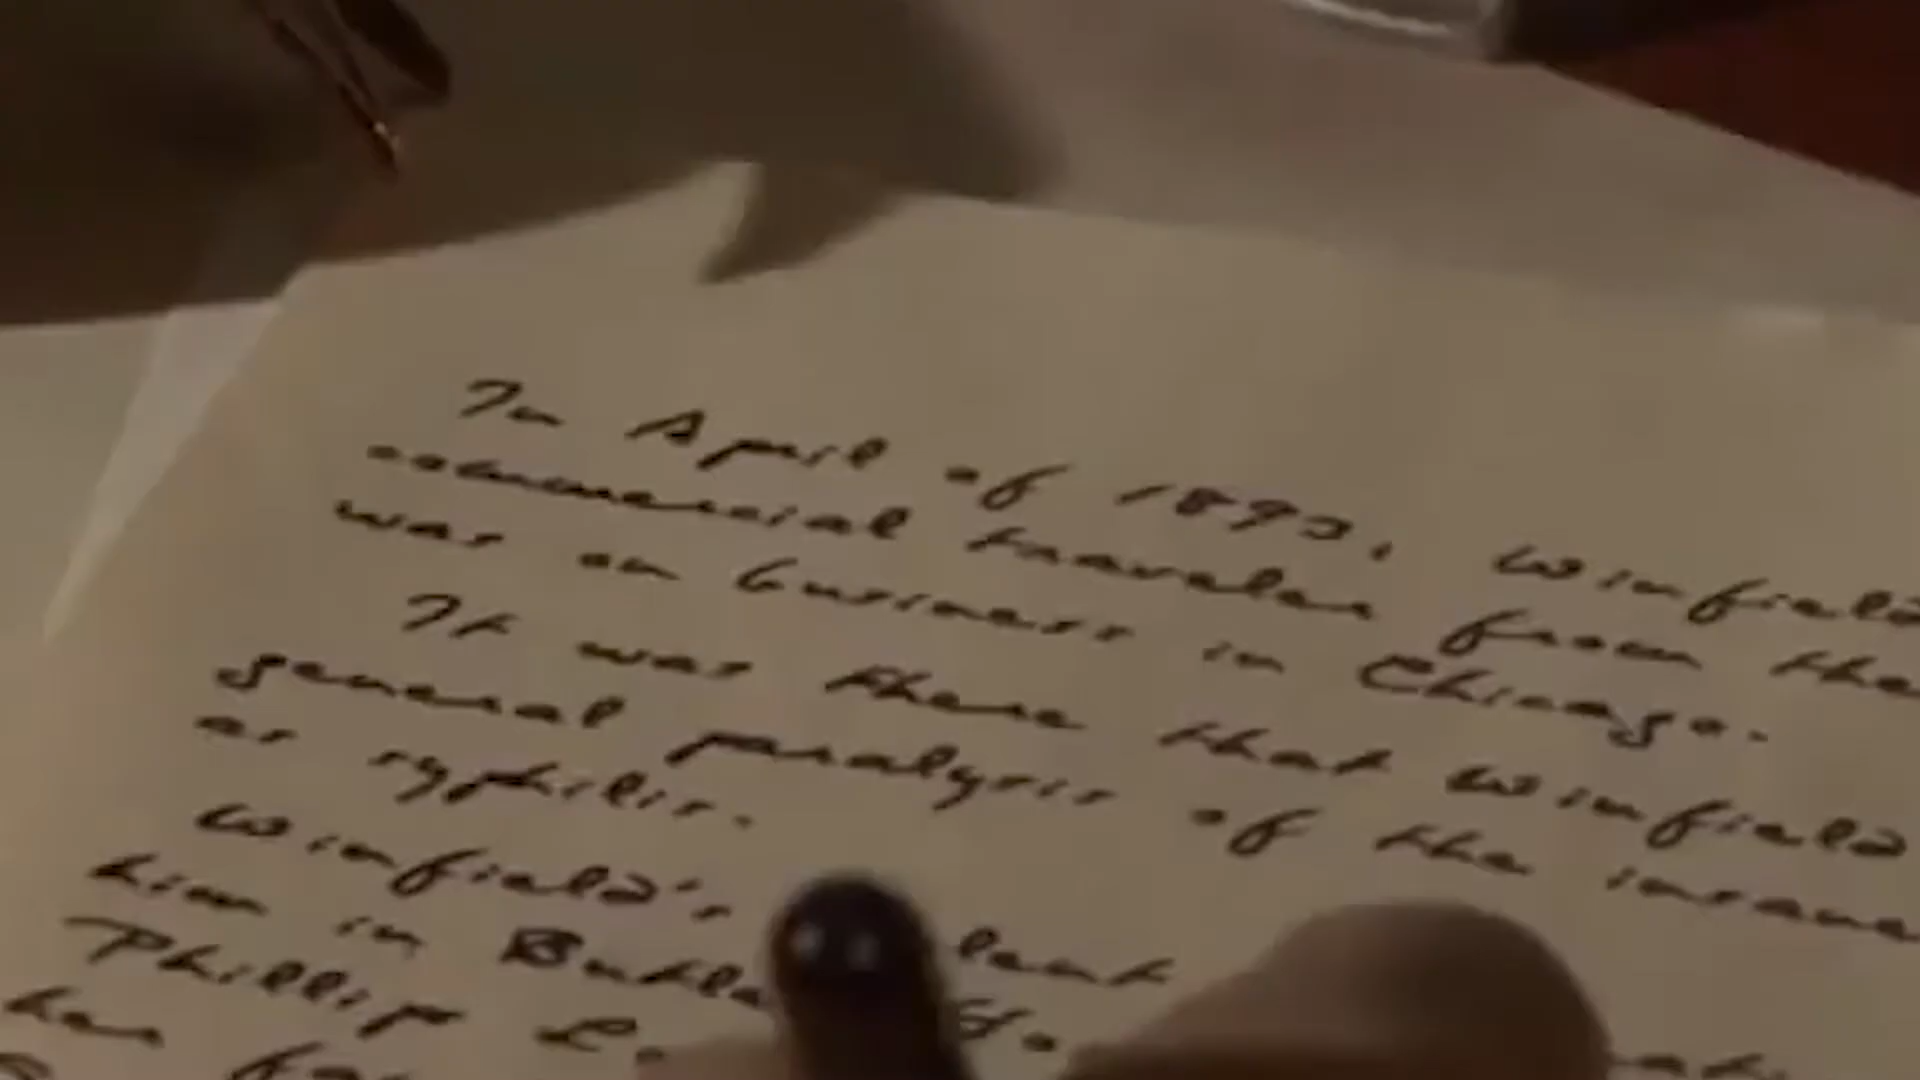 In April of 1893, Winfield
commercial traveler from the
was on business in Chicago.
It was there that Winfield
general paralysis of the insane
as syphilis.
Winfield's
him in
Phillip L.
her